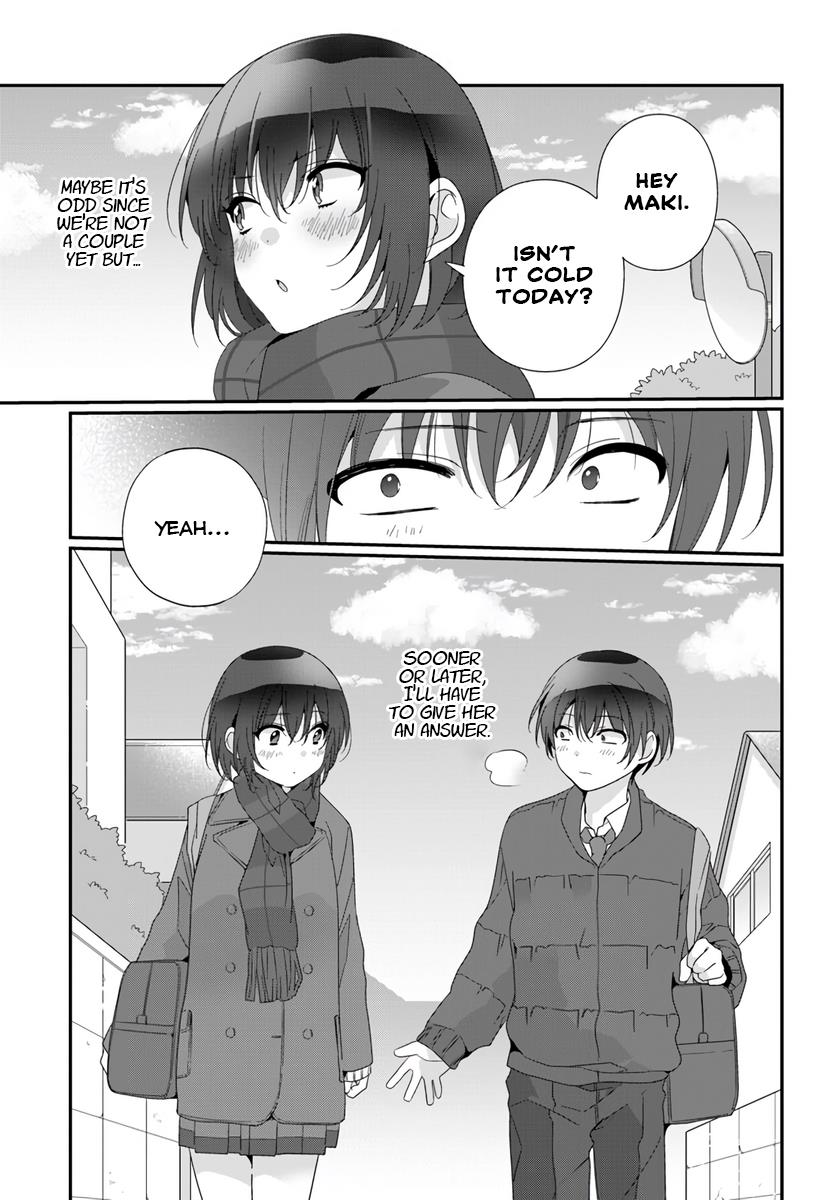 HEY
MAKI.
ISN'T
IT COLD
TODAY?
MAYBE IT'S
ODD SINCE
WE'RE NOT
A COUPLE
YET BUT...
YEAH...
SOONER
OR LATER,
I'LL HAVE
TO GIVE HER
AN ANSWER.